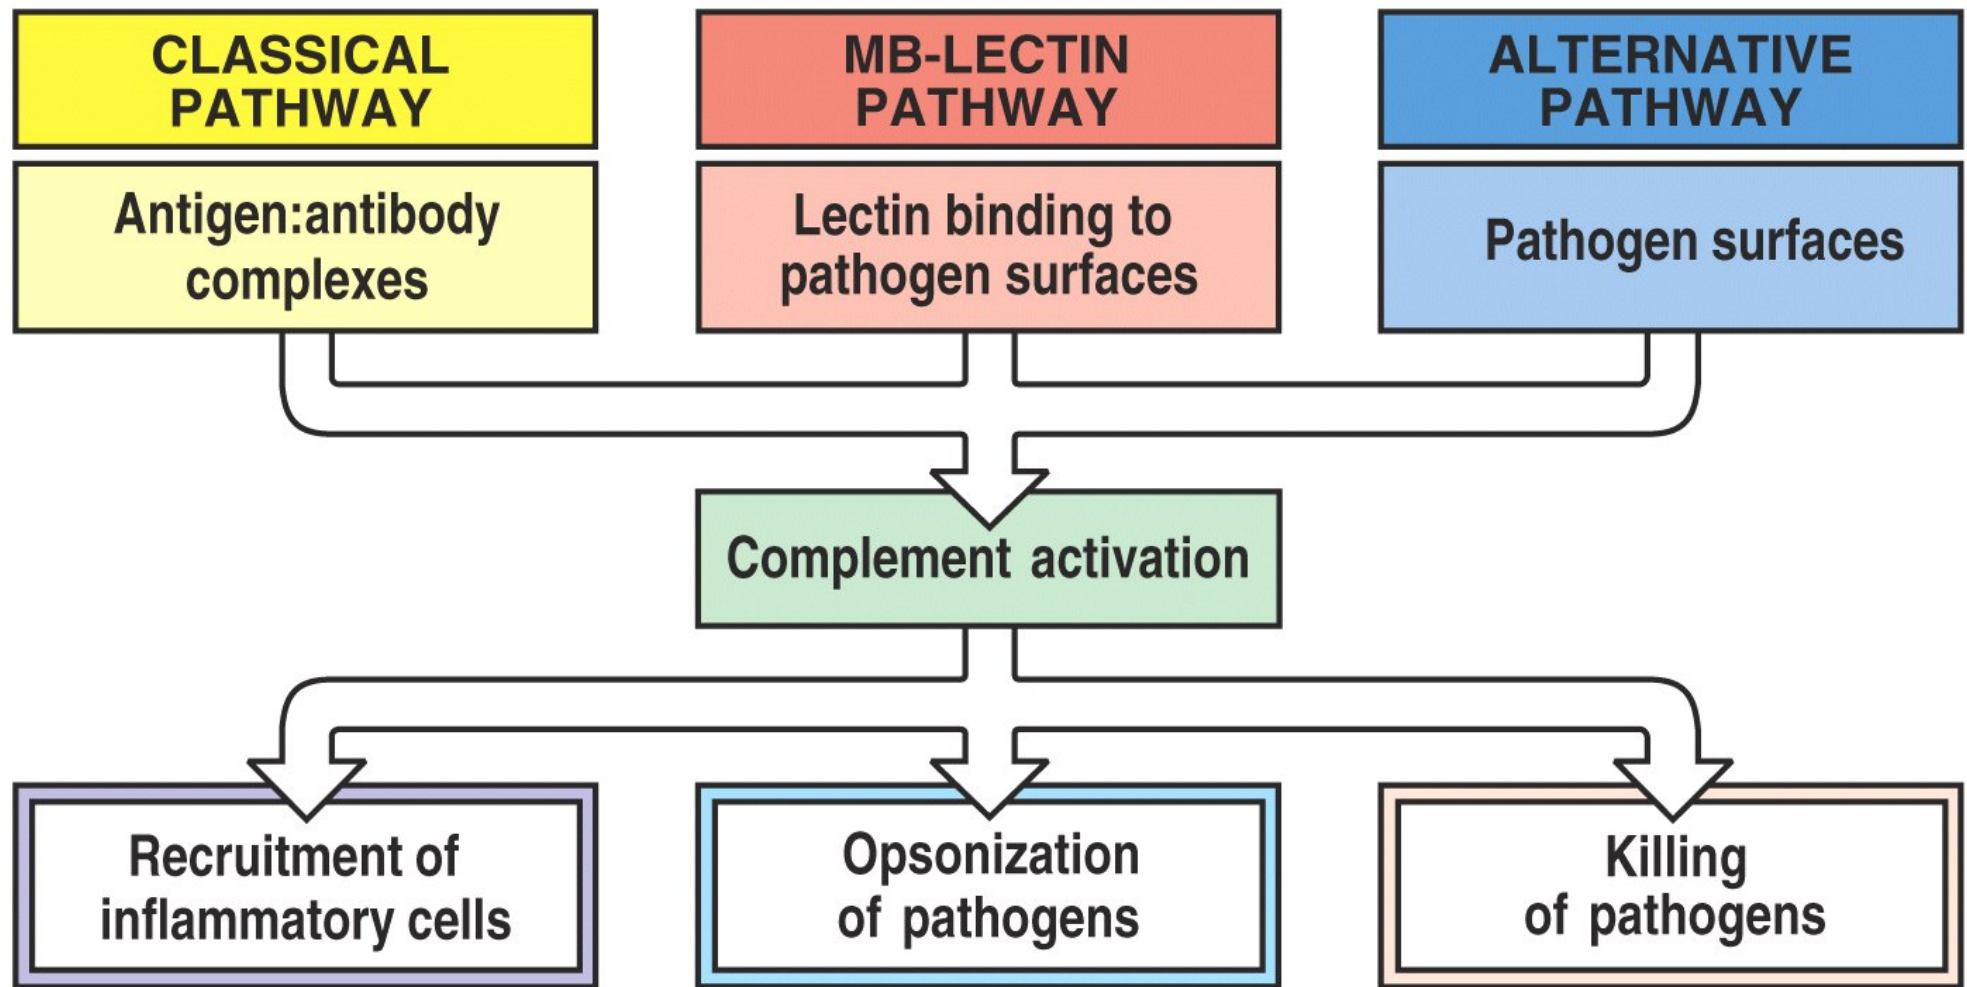 CLASSICAL
PATHWAY
MB-LECTIN
PATHWAY
ALTERNATIVE
PATHWAY
Antigen:antibody
complexes
Lectin binding to
pathogen surfaces
Pathogen surfaces
Complement activation
Recruitment of
inflammatory cells
Opsonization
of pathogens
Killing
of pathogens